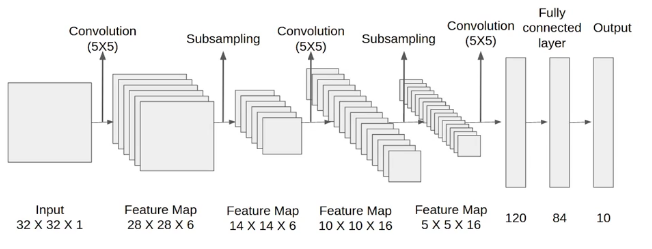 Convolution
(5X5)
Subsampling
Convolution
(5X5)
Subsampling
Convolution
(5X5)
Fully
connected
layer
Output
Input
32 X 32 X 1
Feature Map
28 X 28 X 6
Feature Map
14 X 14 X 6
Feature Map
10 X 10 X 16
Feature Map
5 X 5 X 16
120
84
10